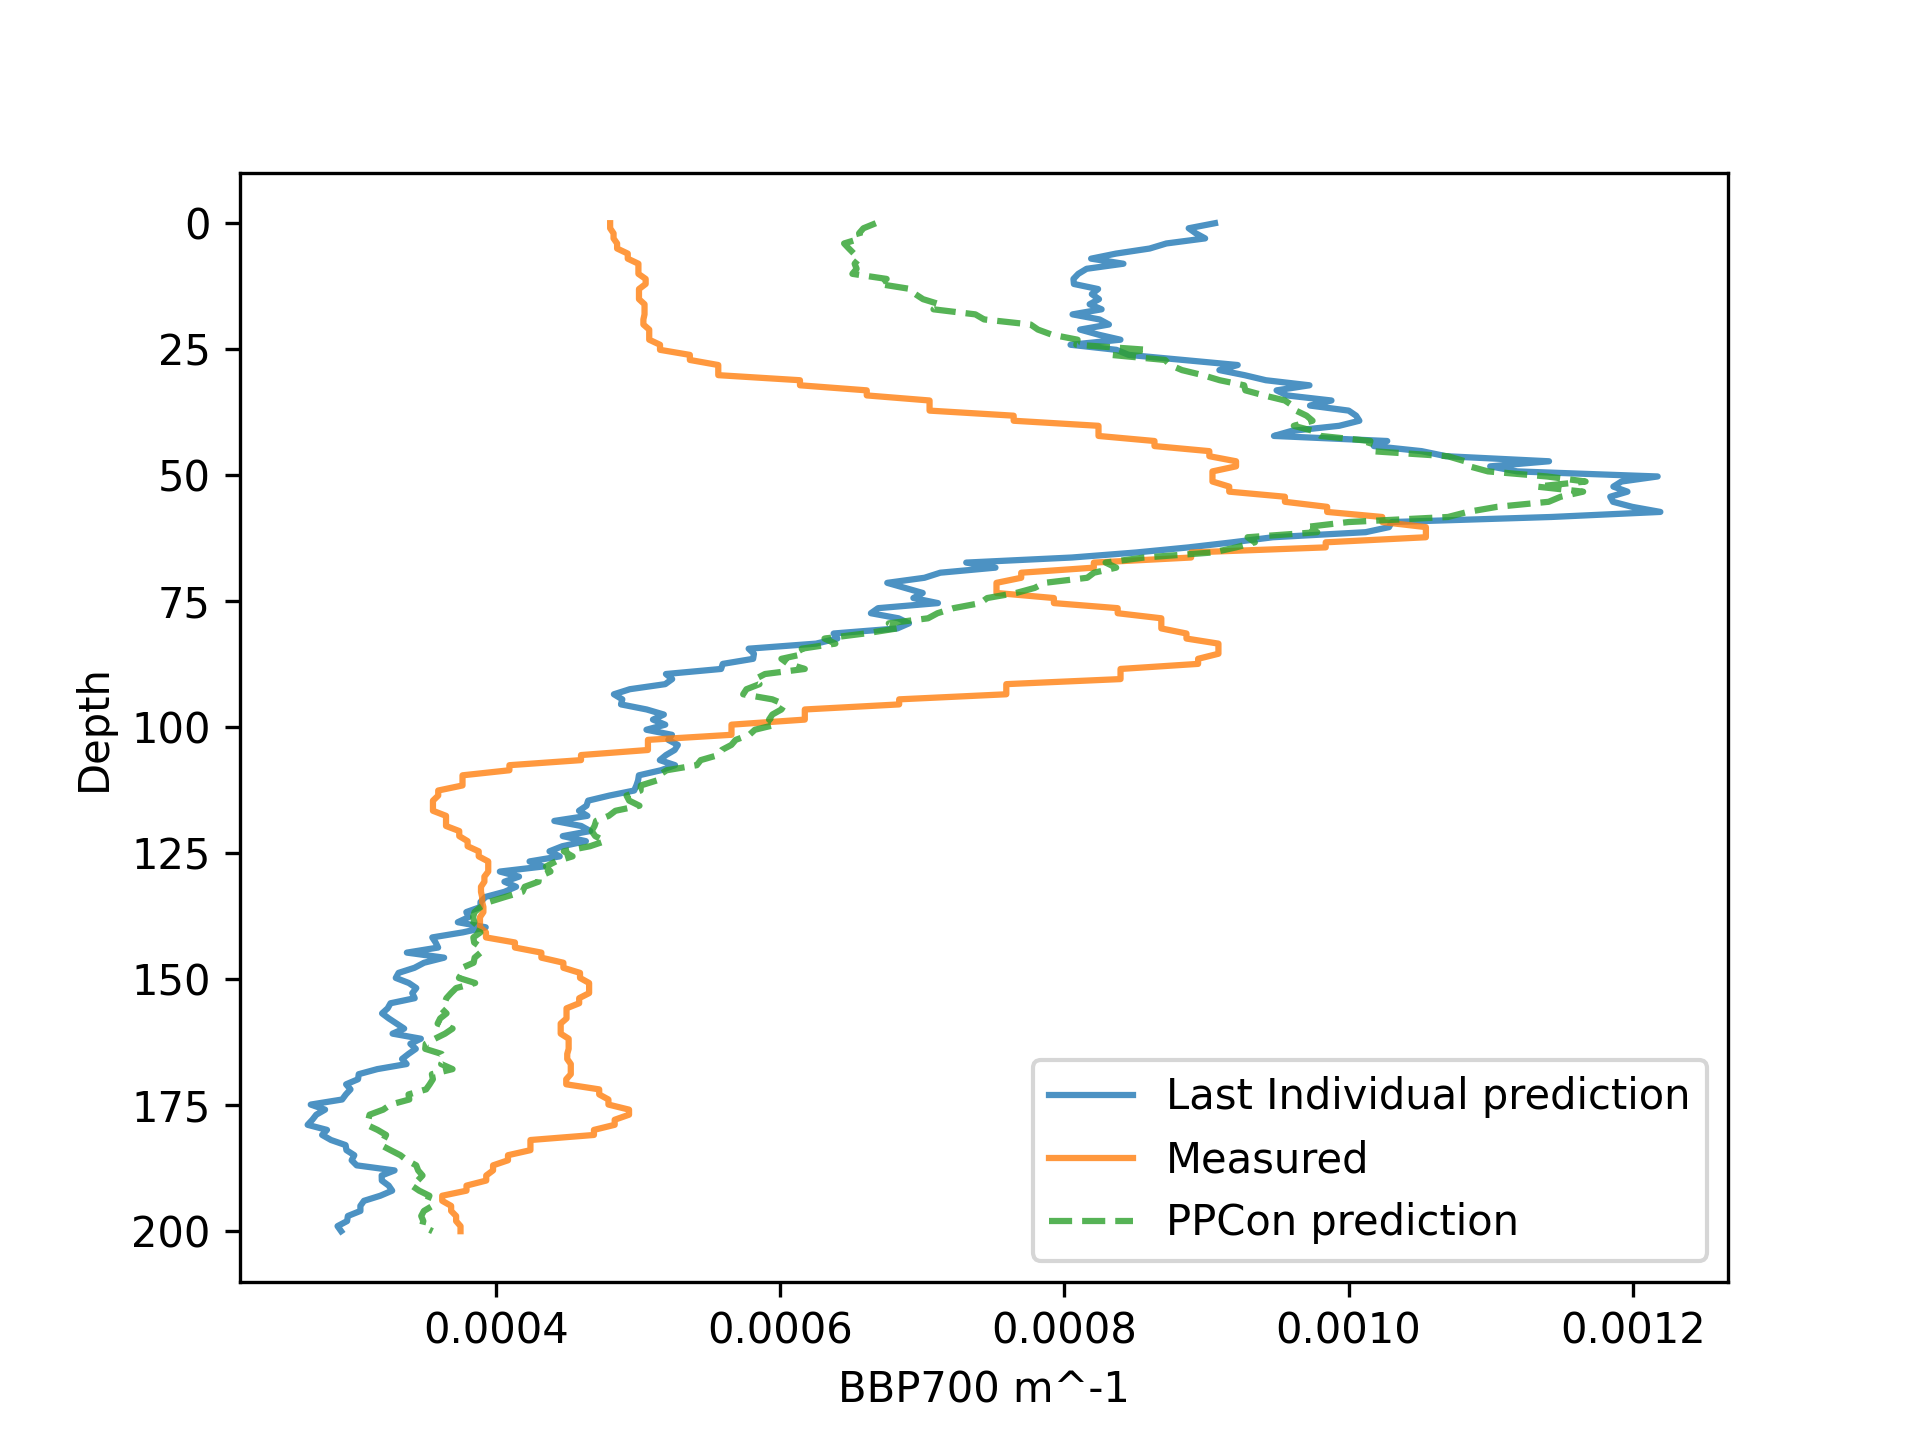 0
25
50
75
100
125
150
175
200
Depth
0.0004 0.0006 0.0008 0.0010 0.0012
BBP700 m^-1
Last Individual prediction
Measured
PPCon prediction